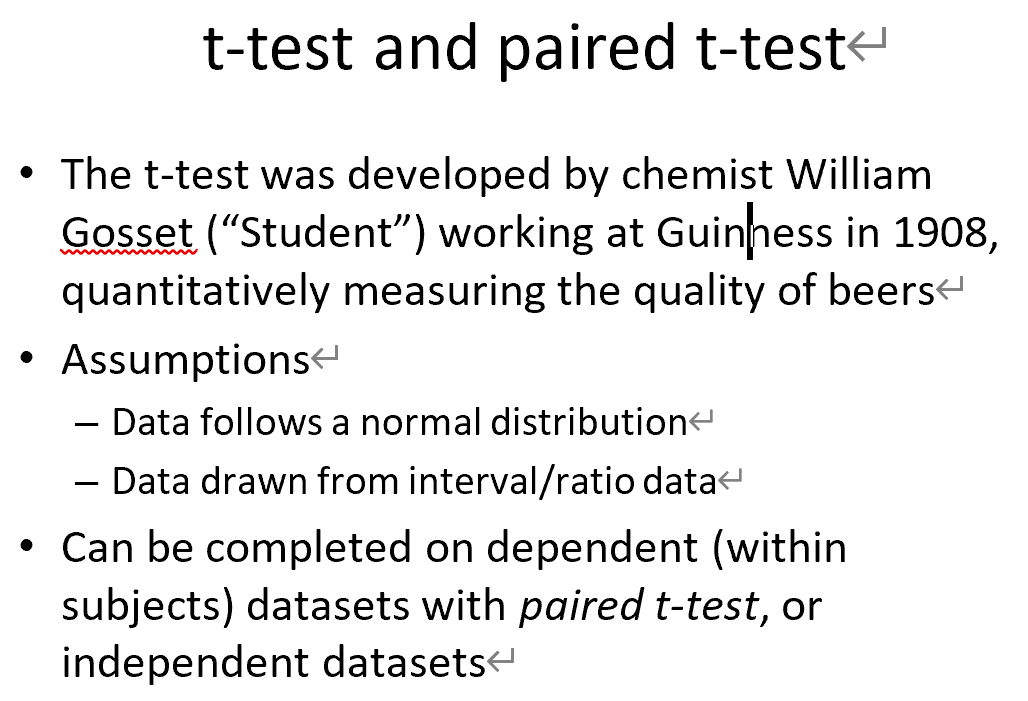 t-test and paired t-test
• The t-test was developed by chemist William
Gosset (“Student”) working at Guinness in 1908,
quantitatively measuring the quality of beers
• Assumptions
– Data follows a normal distribution
– Data drawn from interval/ratio data
• Can be completed on dependent (within
subjects) datasets with paired t-test, or
independent datasets